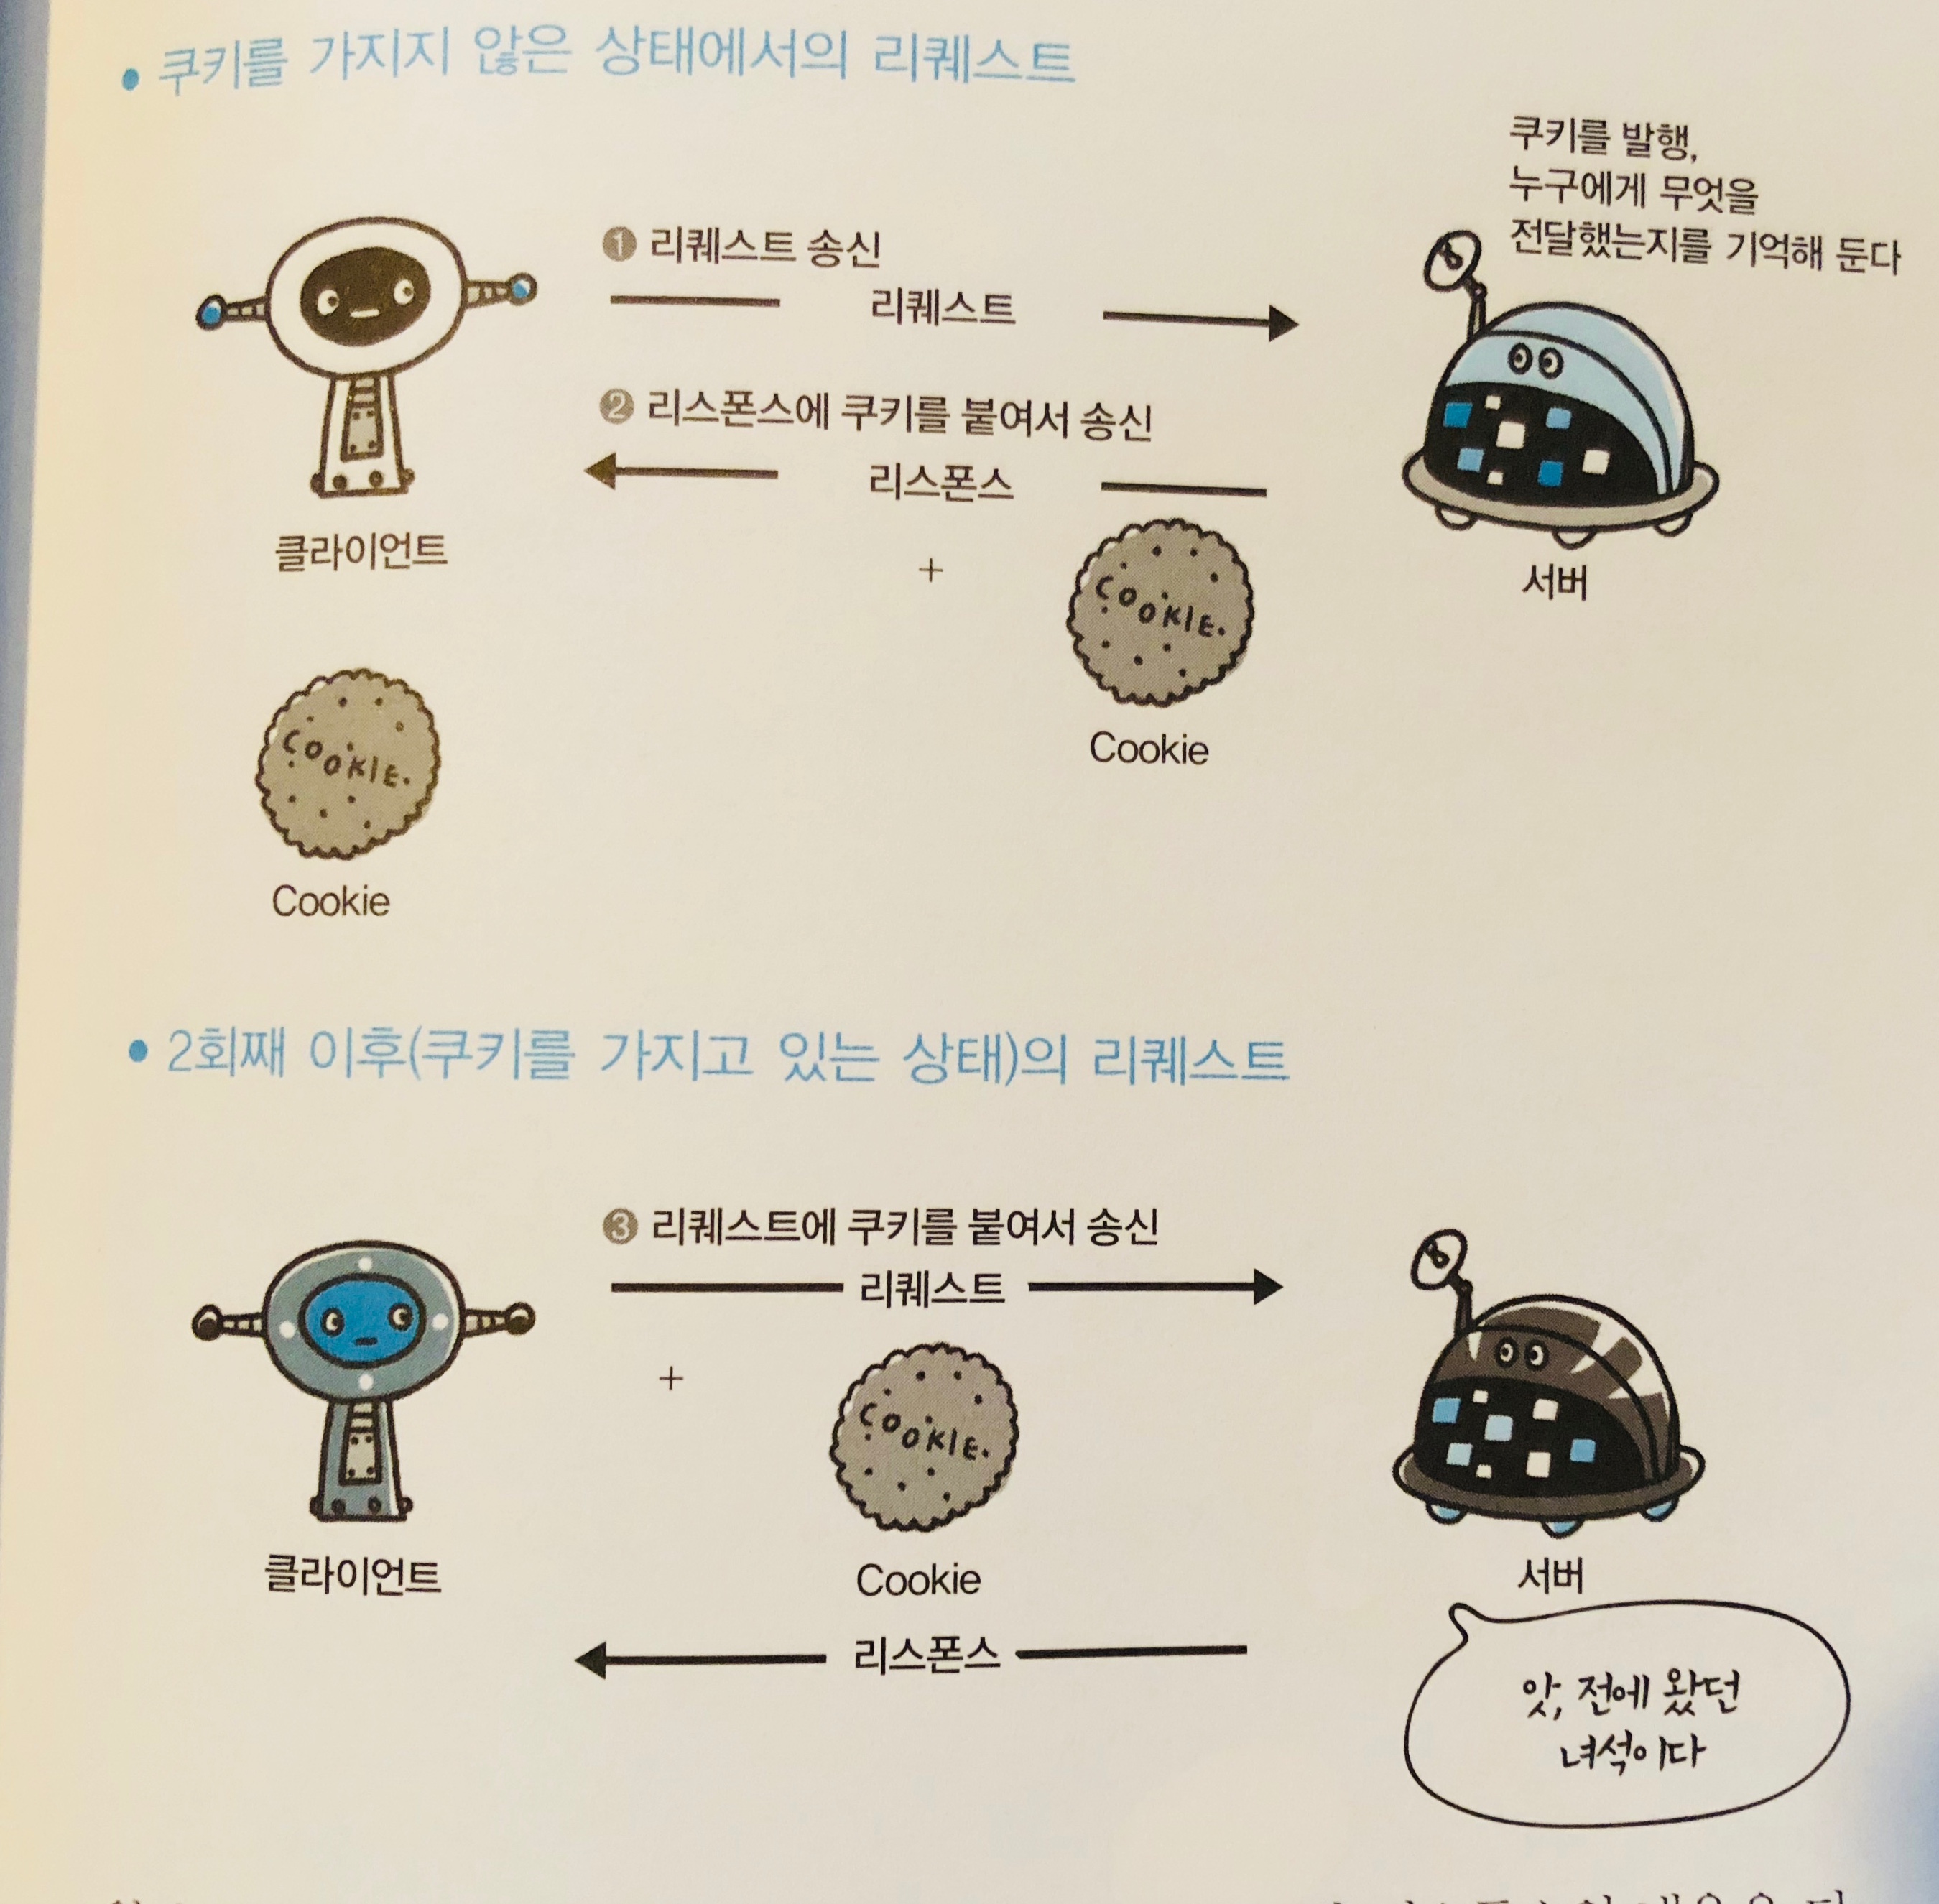 • 쿠키를 가지지 않은 상태에서의 리퀘스트
쿠키를 발행,
누구에게 무엇을
전달했는지를 기억해 둔다
❶ 리퀘스트 송신
리퀘스트
❷ 리스폰스에 쿠키를 붙여서 송신
리스폰스
클라이언트
+
COOKIE.
서버
Cookie
COOKIE.
Cookie
• 2회째 이후(쿠키를 가지고 있는 상태)의 리퀘스트
❸ 리퀘스트에 쿠키를 붙여서 송신
리퀘스트
+
COOKIE.
클라이언트
Cookie
서버
리스폰스
앗, 전에 왔던
녀석이다